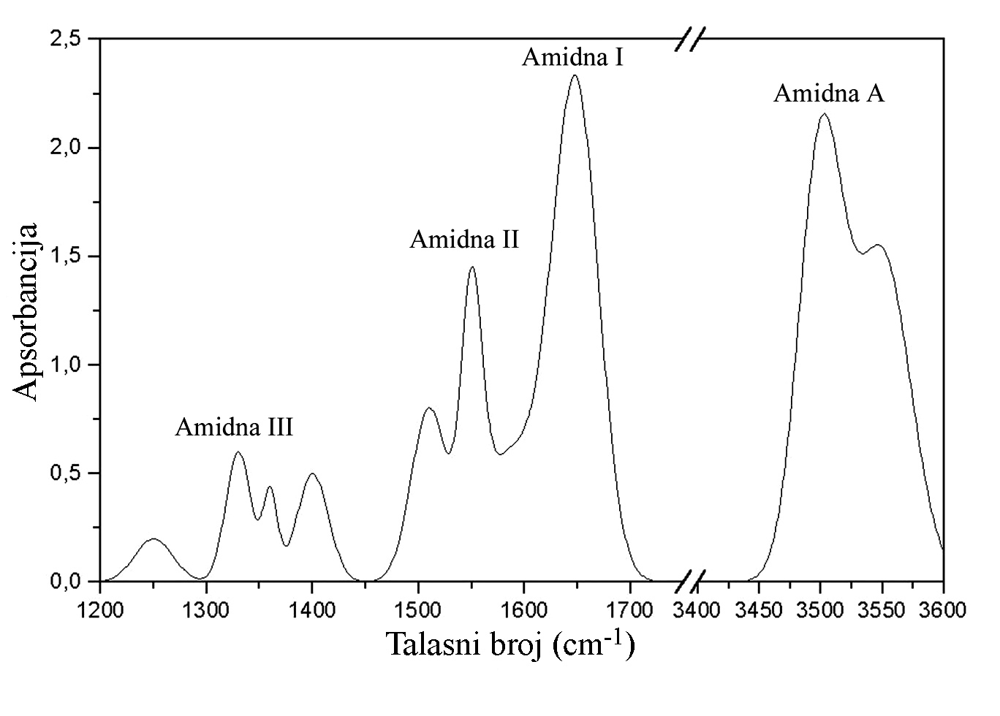 2,5
Amidna I
Amidna A
2,0
Amidna II
1,5
Apsorbancija
1,0
Amidna III
0,5
0,0
1200 1300 1400 1500 1600 1700 3400 3450 3500 3550 3600
Talasni broj (cm-1)